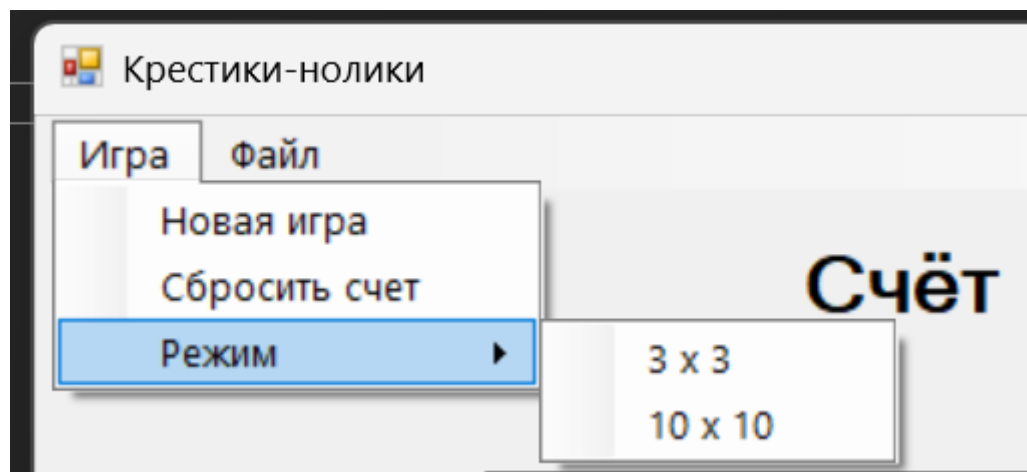 Крестики-нолики
Игра Файл
Новая игра
Сбросить счет
Режим
Счёт
3 x 3
10 x 10